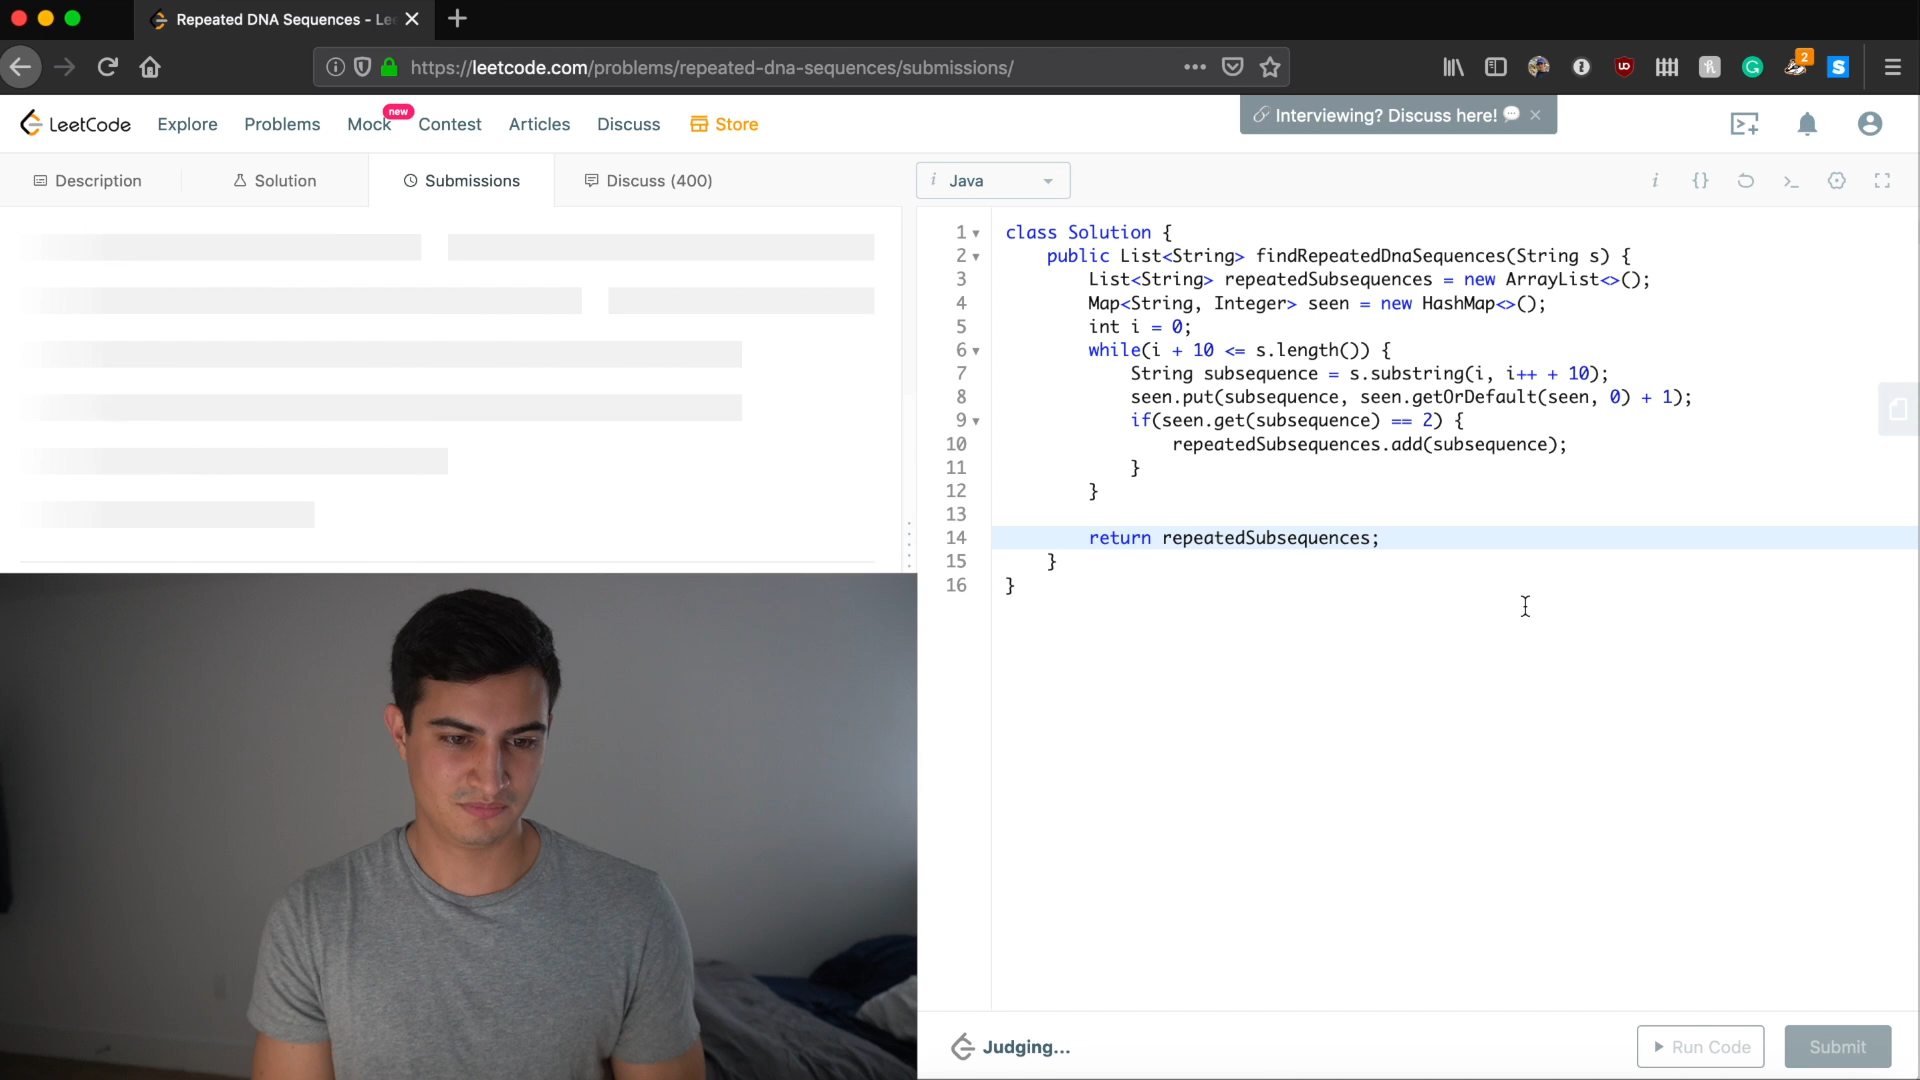 Repeated DNA Sequences - Le
https://leetcode.com/problems/repeated-dna-sequences/submissions/
2
LeetCode
Explore
Problems
Mock
new
Contest
Articles
Discuss
Store
Interviewing? Discuss here!
Description
Solution
Submissions
Discuss (400)
i Java
1 class Solution {
2 public List<String> findRepeatedDnaSequences(String s) {
3 List<String> repeatedSubsequences = new ArrayList<>();
4 Map<String, Integer> seen = new HashMap<>();
5 int i = 0;
6 while(i + 10 <= s.length()) {
7 String subsequence = s.substring(i, i++ + 10);
8 seen.put(subsequence, seen.getOrDefault(seen, 0) + 1);
9 if(seen.get(subsequence) == 2) {
10 repeatedSubsequences.add(subsequence);
11 }
12 }
13
14 return repeatedSubsequences;
15 }
16 }
Judging...
Run Code
Submit